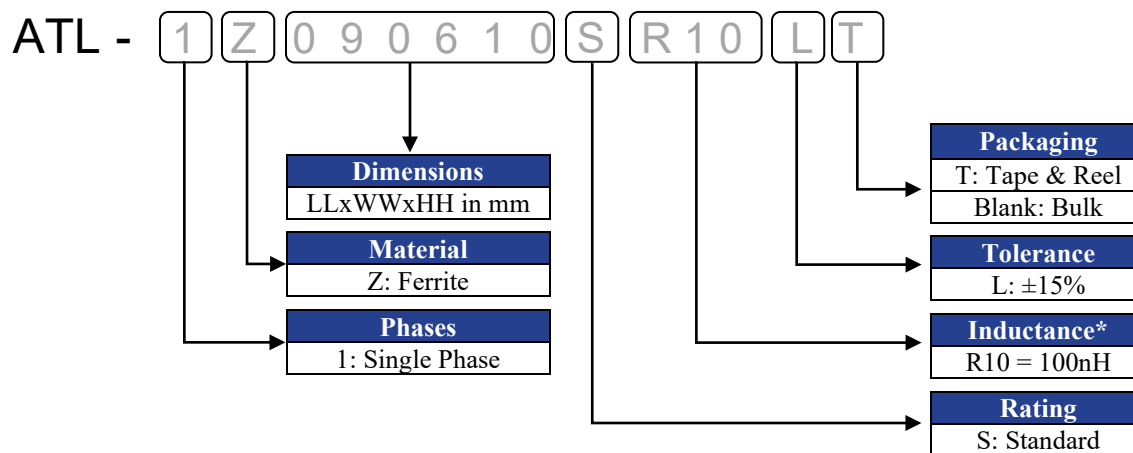 ATL - 1 Z 0 9 0 6 1 0 S R 1 0 L T
Dimensions
LLxWWxHH in mm
Material
Z: Ferrite
Phases
1: Single Phase
Packaging
T: Tape & Reel
Blank: Bulk
Tolerance
L: ±15%
Inductance*
R10 = 100nH
Rating
S: Standard